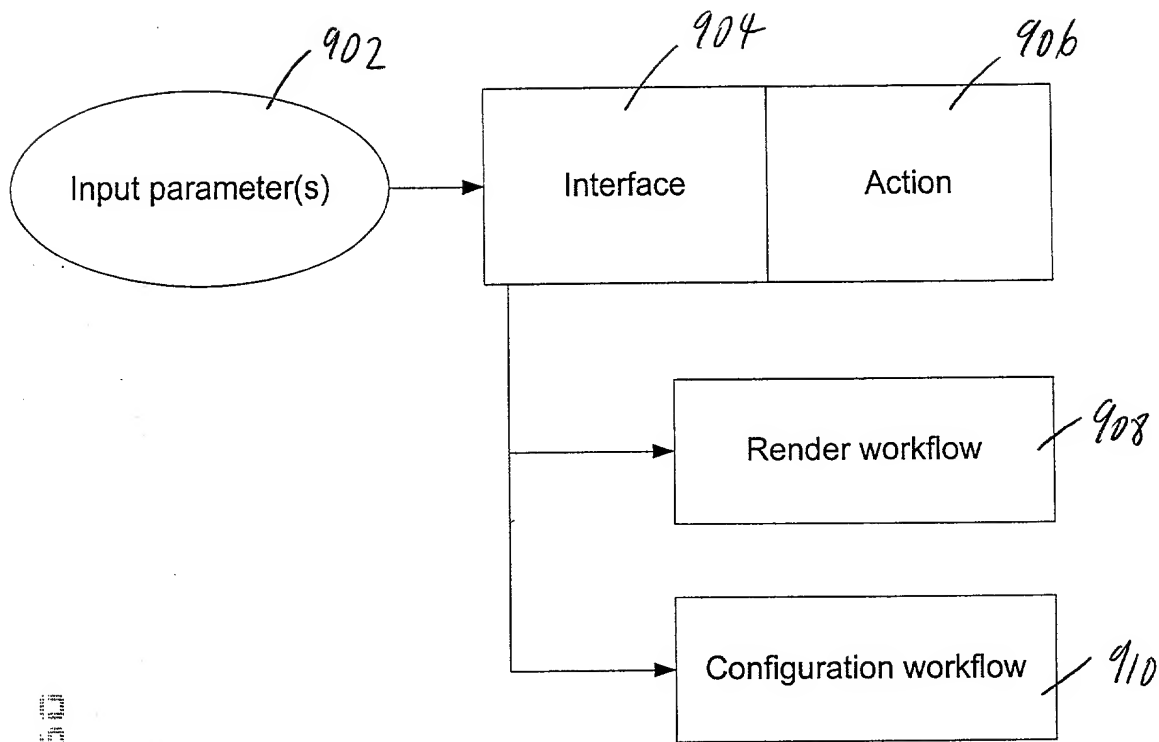 902
904
906
Input parameter(s)
Interface
Action
Render workflow
908
Configuration workflow
910